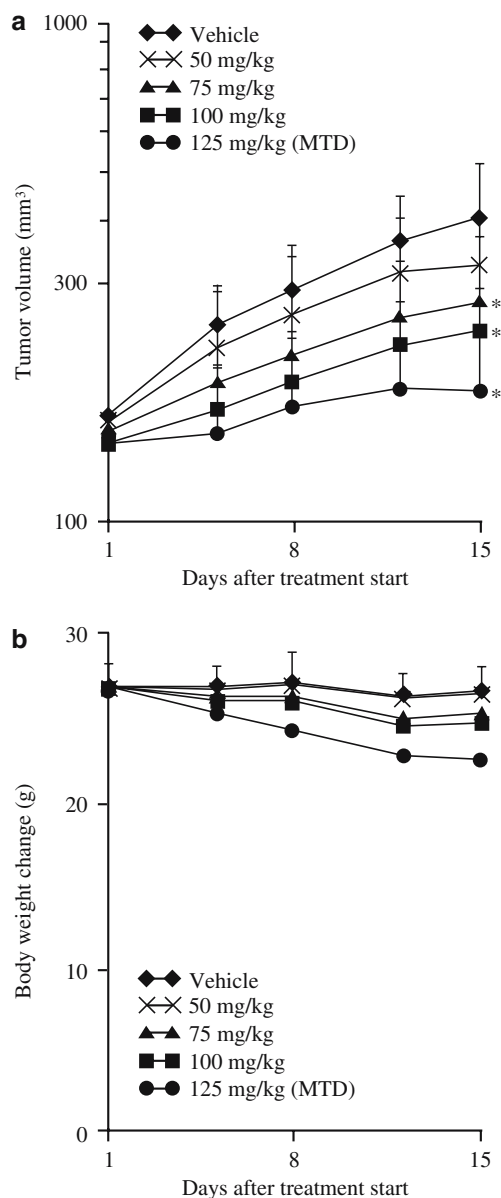 a
1000
Vehicle
50 mg/kg
75 mg/kg
100 mg/kg
125 mg/kg (MTD)
Tumor volume (mm³)
300
*
*
*
100
1
8
15
Days after treatment start
b
30
20
Body weight change (g)
10
Vehicle
50 mg/kg
75 mg/kg
100 mg/kg
125 mg/kg (MTD)
0
1
8
15
Days after treatment start